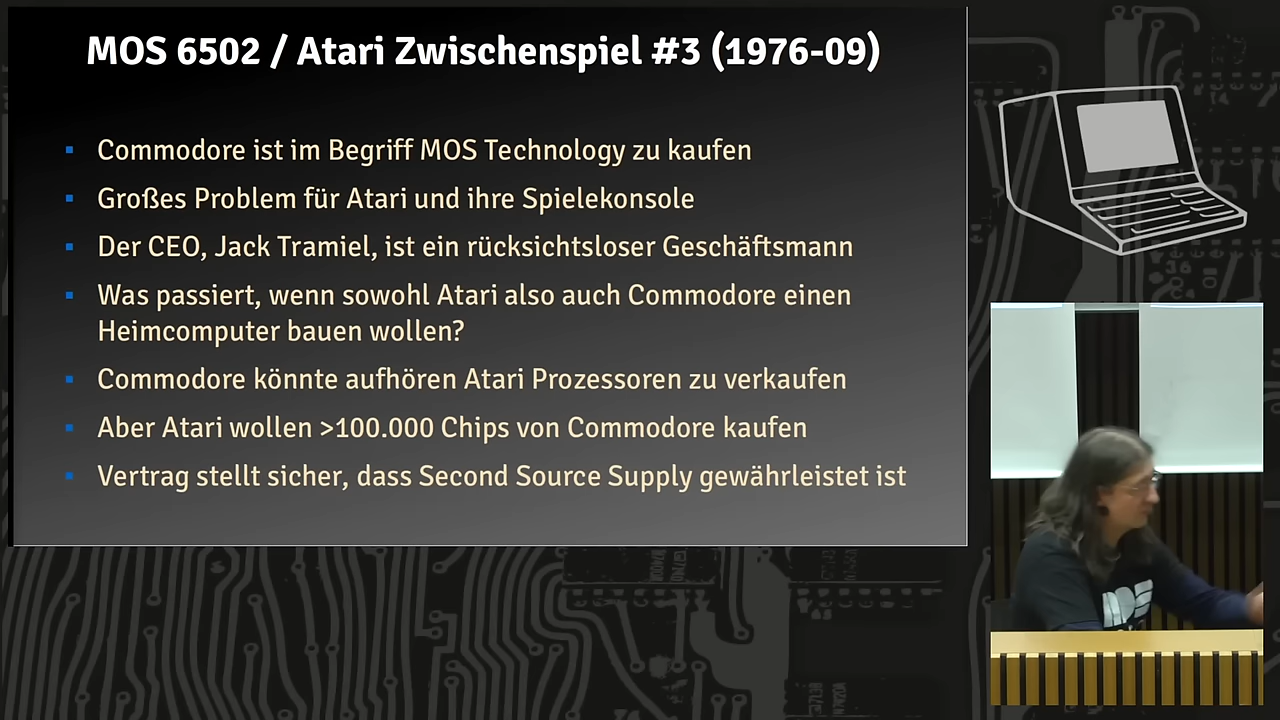 MOS 6502 / Atari Zwischenspiel #3 (1976-09)
Commodore ist im Begriff MOS Technology zu kaufen
Großes Problem für Atari und ihre Spielekonsole
Der CEO, Jack Tramiel, ist ein rücksichtsloser Geschäftsmann
Was passiert, wenn sowohl Atari also auch Commodore einen
Heimcomputer bauen wollen?
Commodore könnte aufhören Atari Prozessoren zu verkaufen
Aber Atari wollen >100.000 Chips von Commodore kaufen
Vertrag stellt sicher, dass Second Source Supply gewährleistet ist